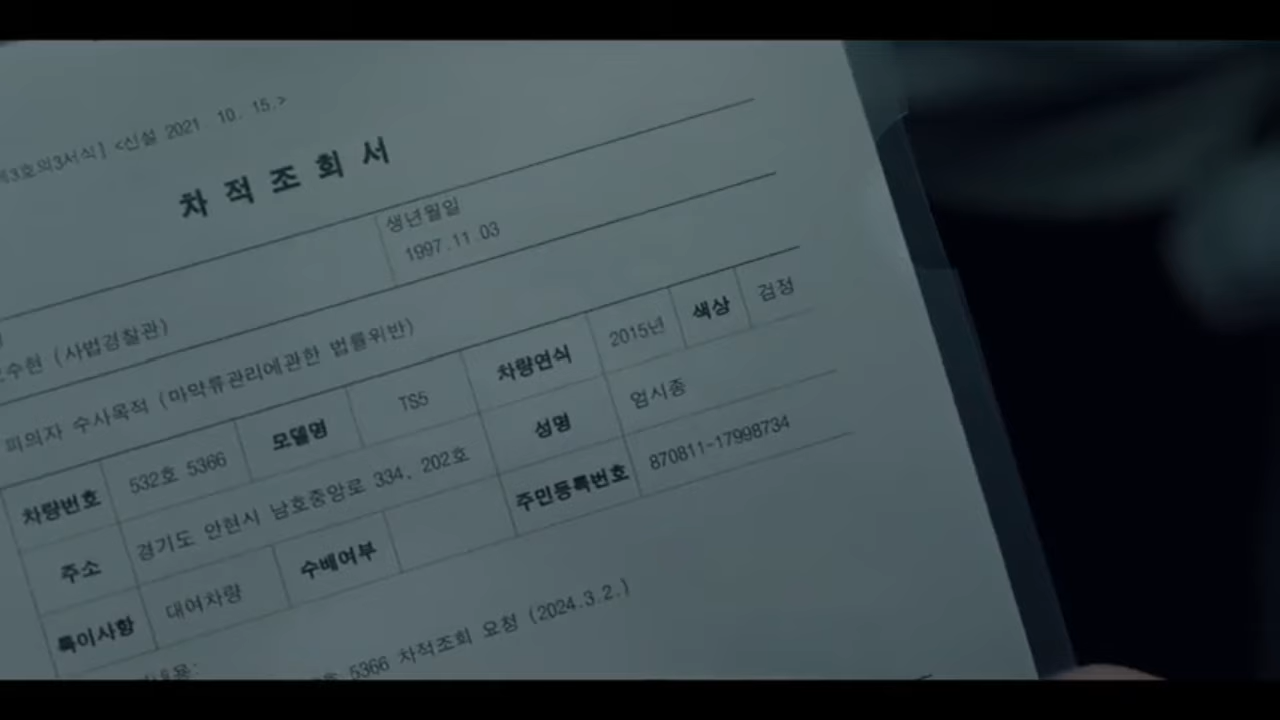 제3호의3서식] <신설 2021 10. 15.>
차 적 조 회 서
생년월일
1997.11.03
수현 (사법경찰관)
피의자 수사목적 (마약류관리에관한 법률위반)
차량번호 532호 5366 모델명 TS5 차량연식 2015년 색상 검정
주소 경기도 안현시 남호중앙로 334, 202호 성명 엄시종
특이사항 대여차량 수배여부 주민등록번호 870811-17998734
내용:
5366 차적조회 요청 (2024.3.2.)